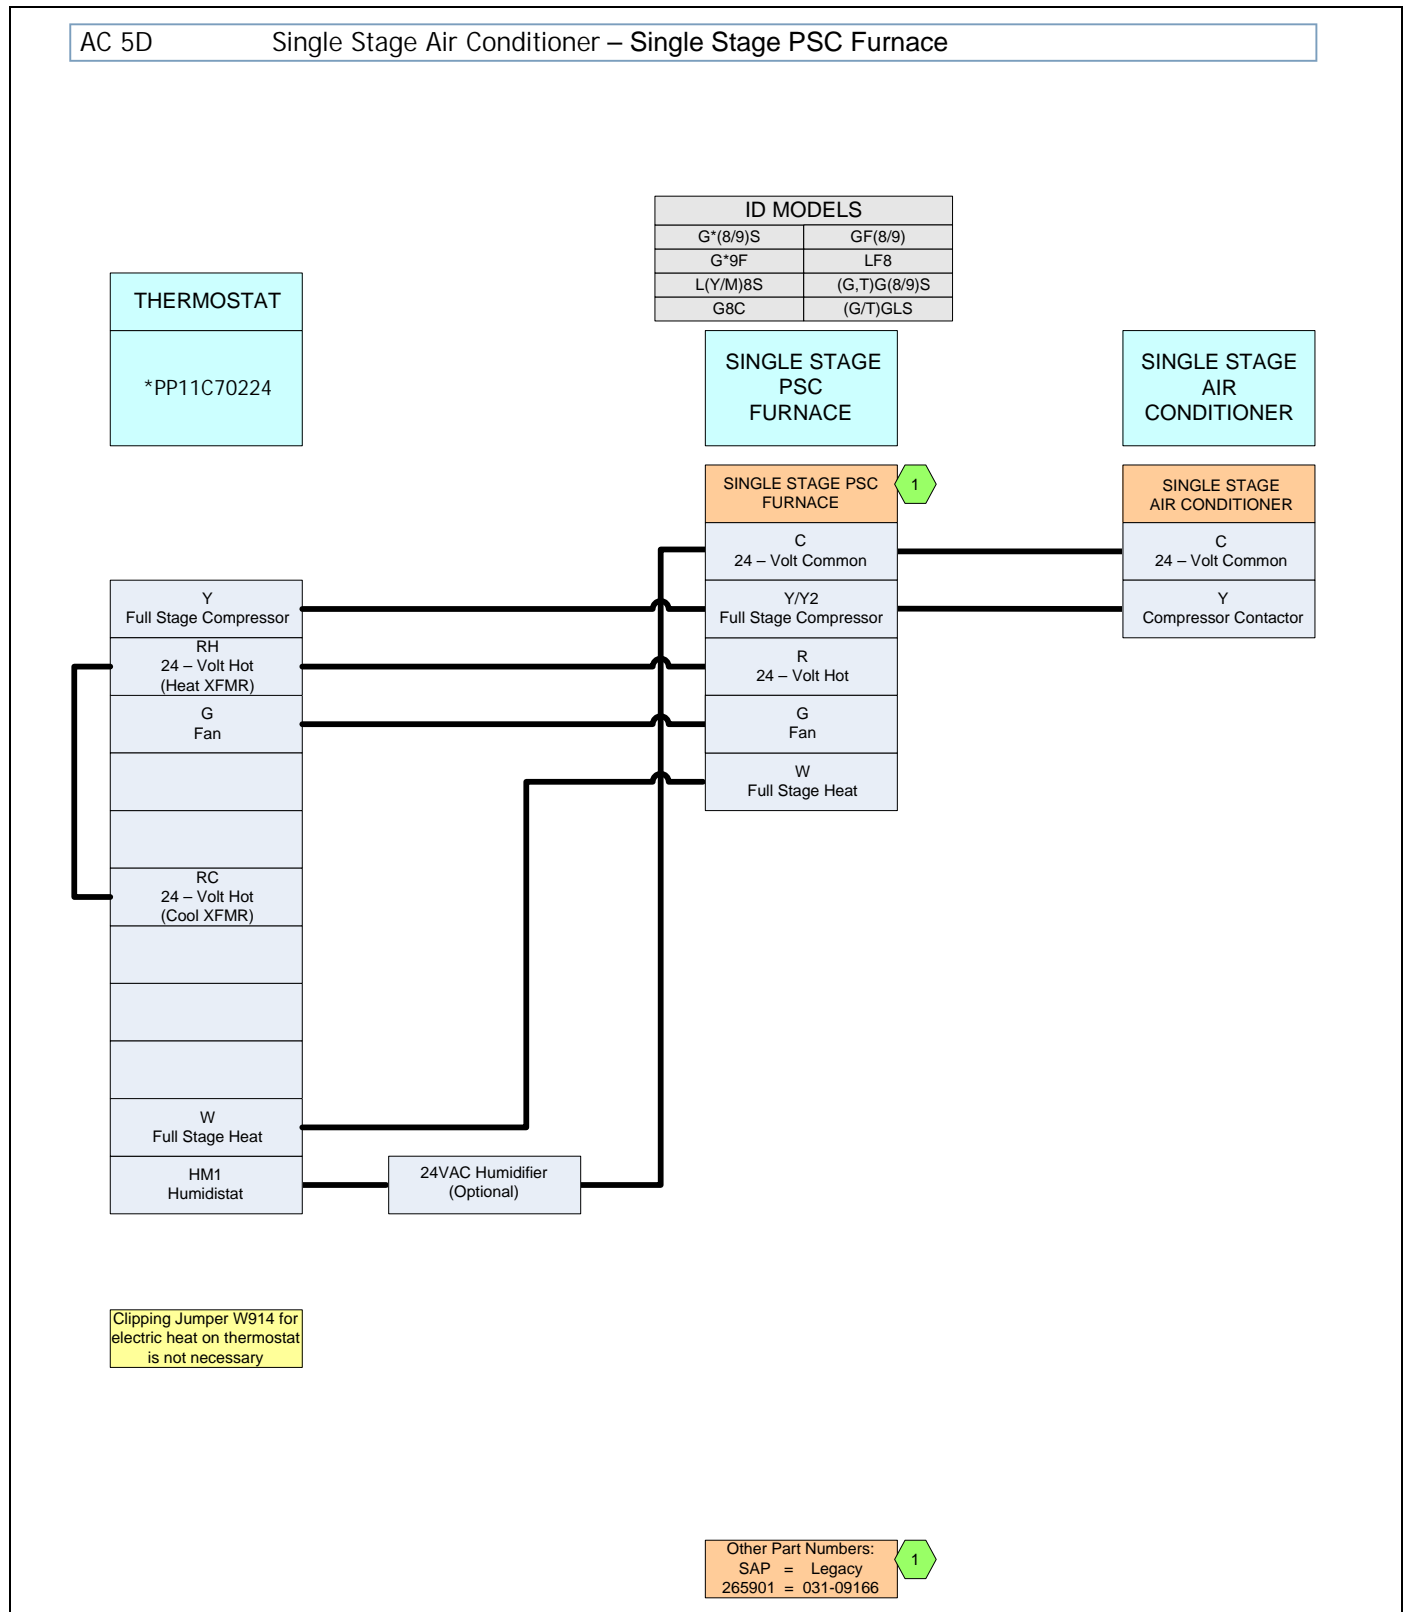 AC 5D Single Stage Air Conditioner – Single Stage PSC Furnace
ID MODELS
G*(8/9)S GF(8/9)
G*9F LF8
L(Y/M)8S (G,T)G(8/9)S
G8C (G/T)GLS
THERMOSTAT
*PP11C70224
SINGLE STAGE
PSC
FURNACE
SINGLE STAGE
AIR
CONDITIONER
SINGLE STAGE PSC
FURNACE
1
C
24 – Volt Common
Y/Y2
Full Stage Compressor
R
24 – Volt Hot
G
Fan
W
Full Stage Heat
SINGLE STAGE
AIR CONDITIONER
C
24 – Volt Common
Y
Compressor Contactor
Y
Full Stage Compressor
RH
24 – Volt Hot
(Heat XFMR)
G
Fan
RC
24 – Volt Hot
(Cool XFMR)
W
Full Stage Heat
HM1
Humidistat
24VAC Humidifier
(Optional)
Clipping Jumper W914 for
electric heat on thermostat
is not necessary
Other Part Numbers:
SAP = Legacy
265901 = 031-09166
1